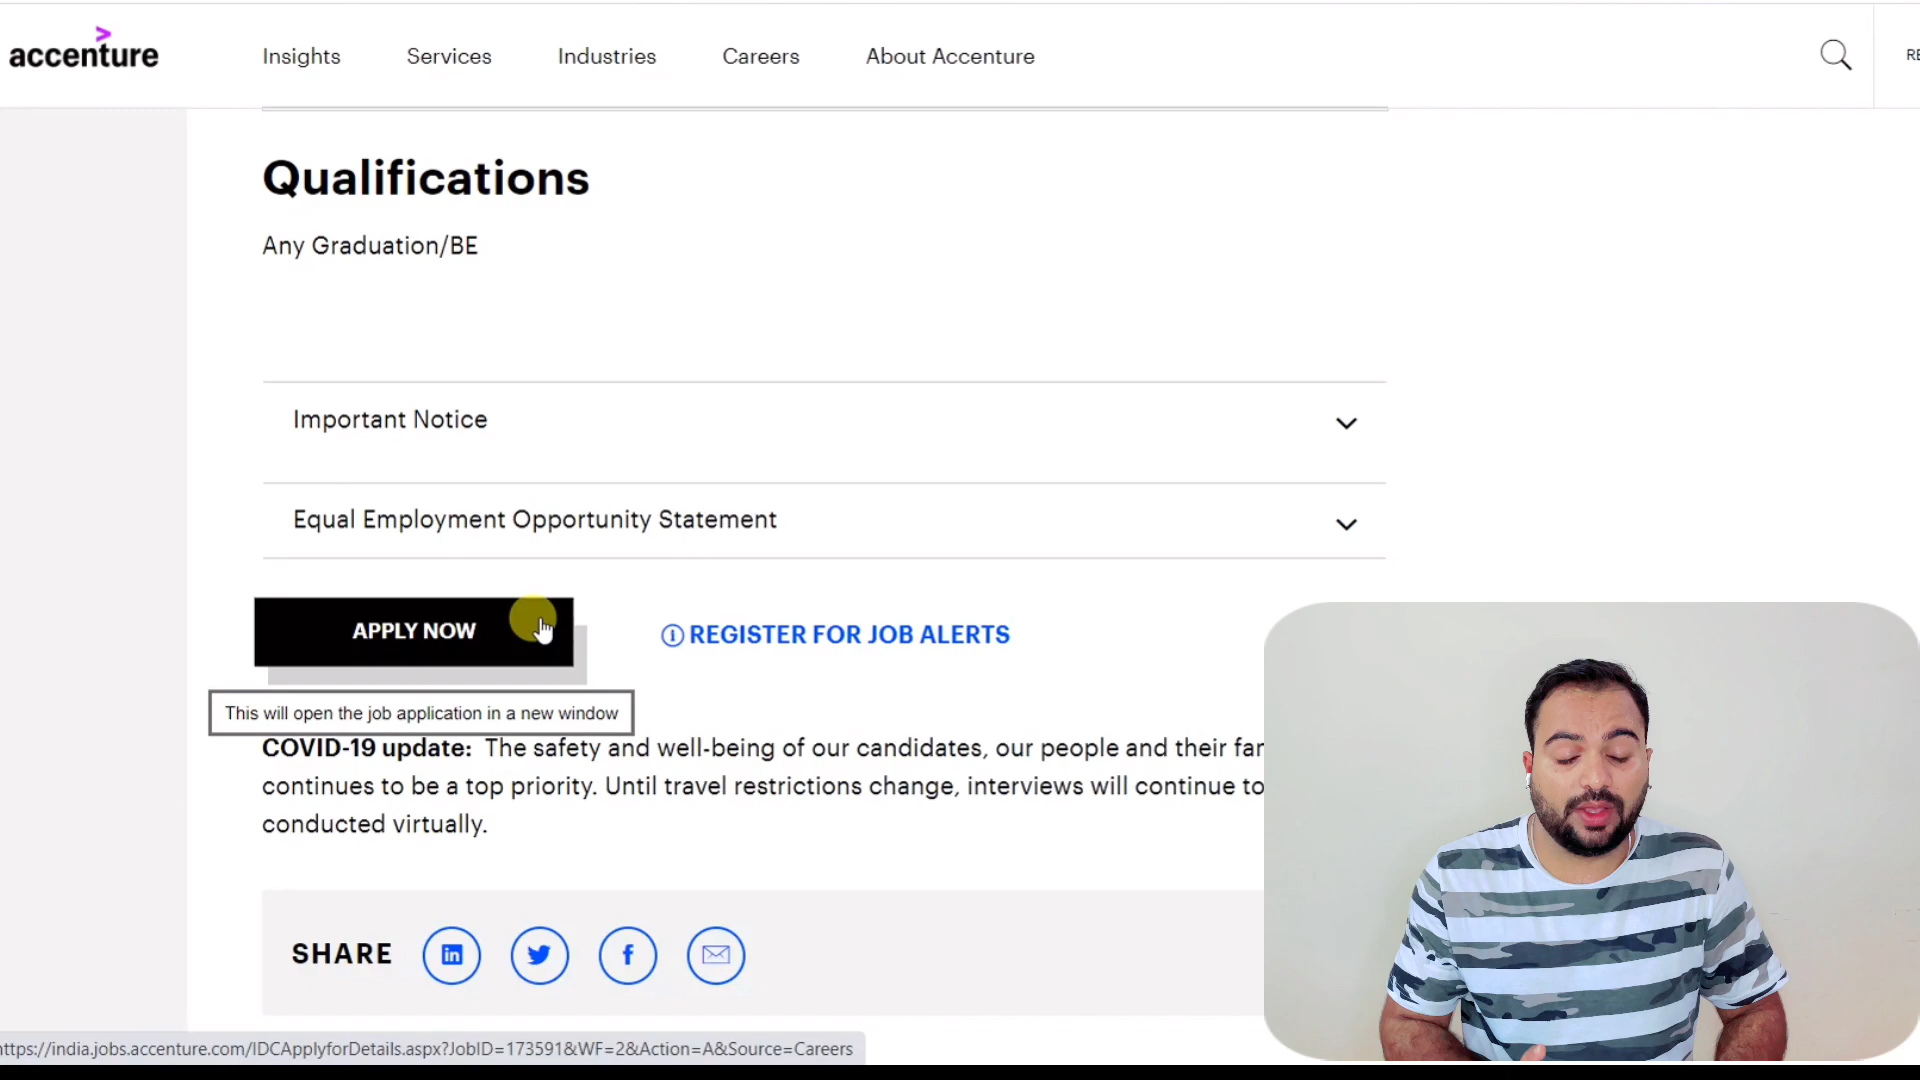 accenture
Insights
Services
Industries
Careers
About Accenture
RE
Qualifications
Any Graduation/BE
Important Notice
Equal Employment Opportunity Statement
APPLY NOW
REGISTER FOR JOB ALERTS
This will open the job application in a new window
COVID-19 update: The safety and well-being of our candidates, our people and their far
continues to be a top priority. Until travel restrictions change, interviews will continue to
conducted virtually.
SHARE
ttps://india.jobs.accenture.com/IDCApplyforDetails.aspx?JobID=173591&WF=2&Action=A&Source=Careers